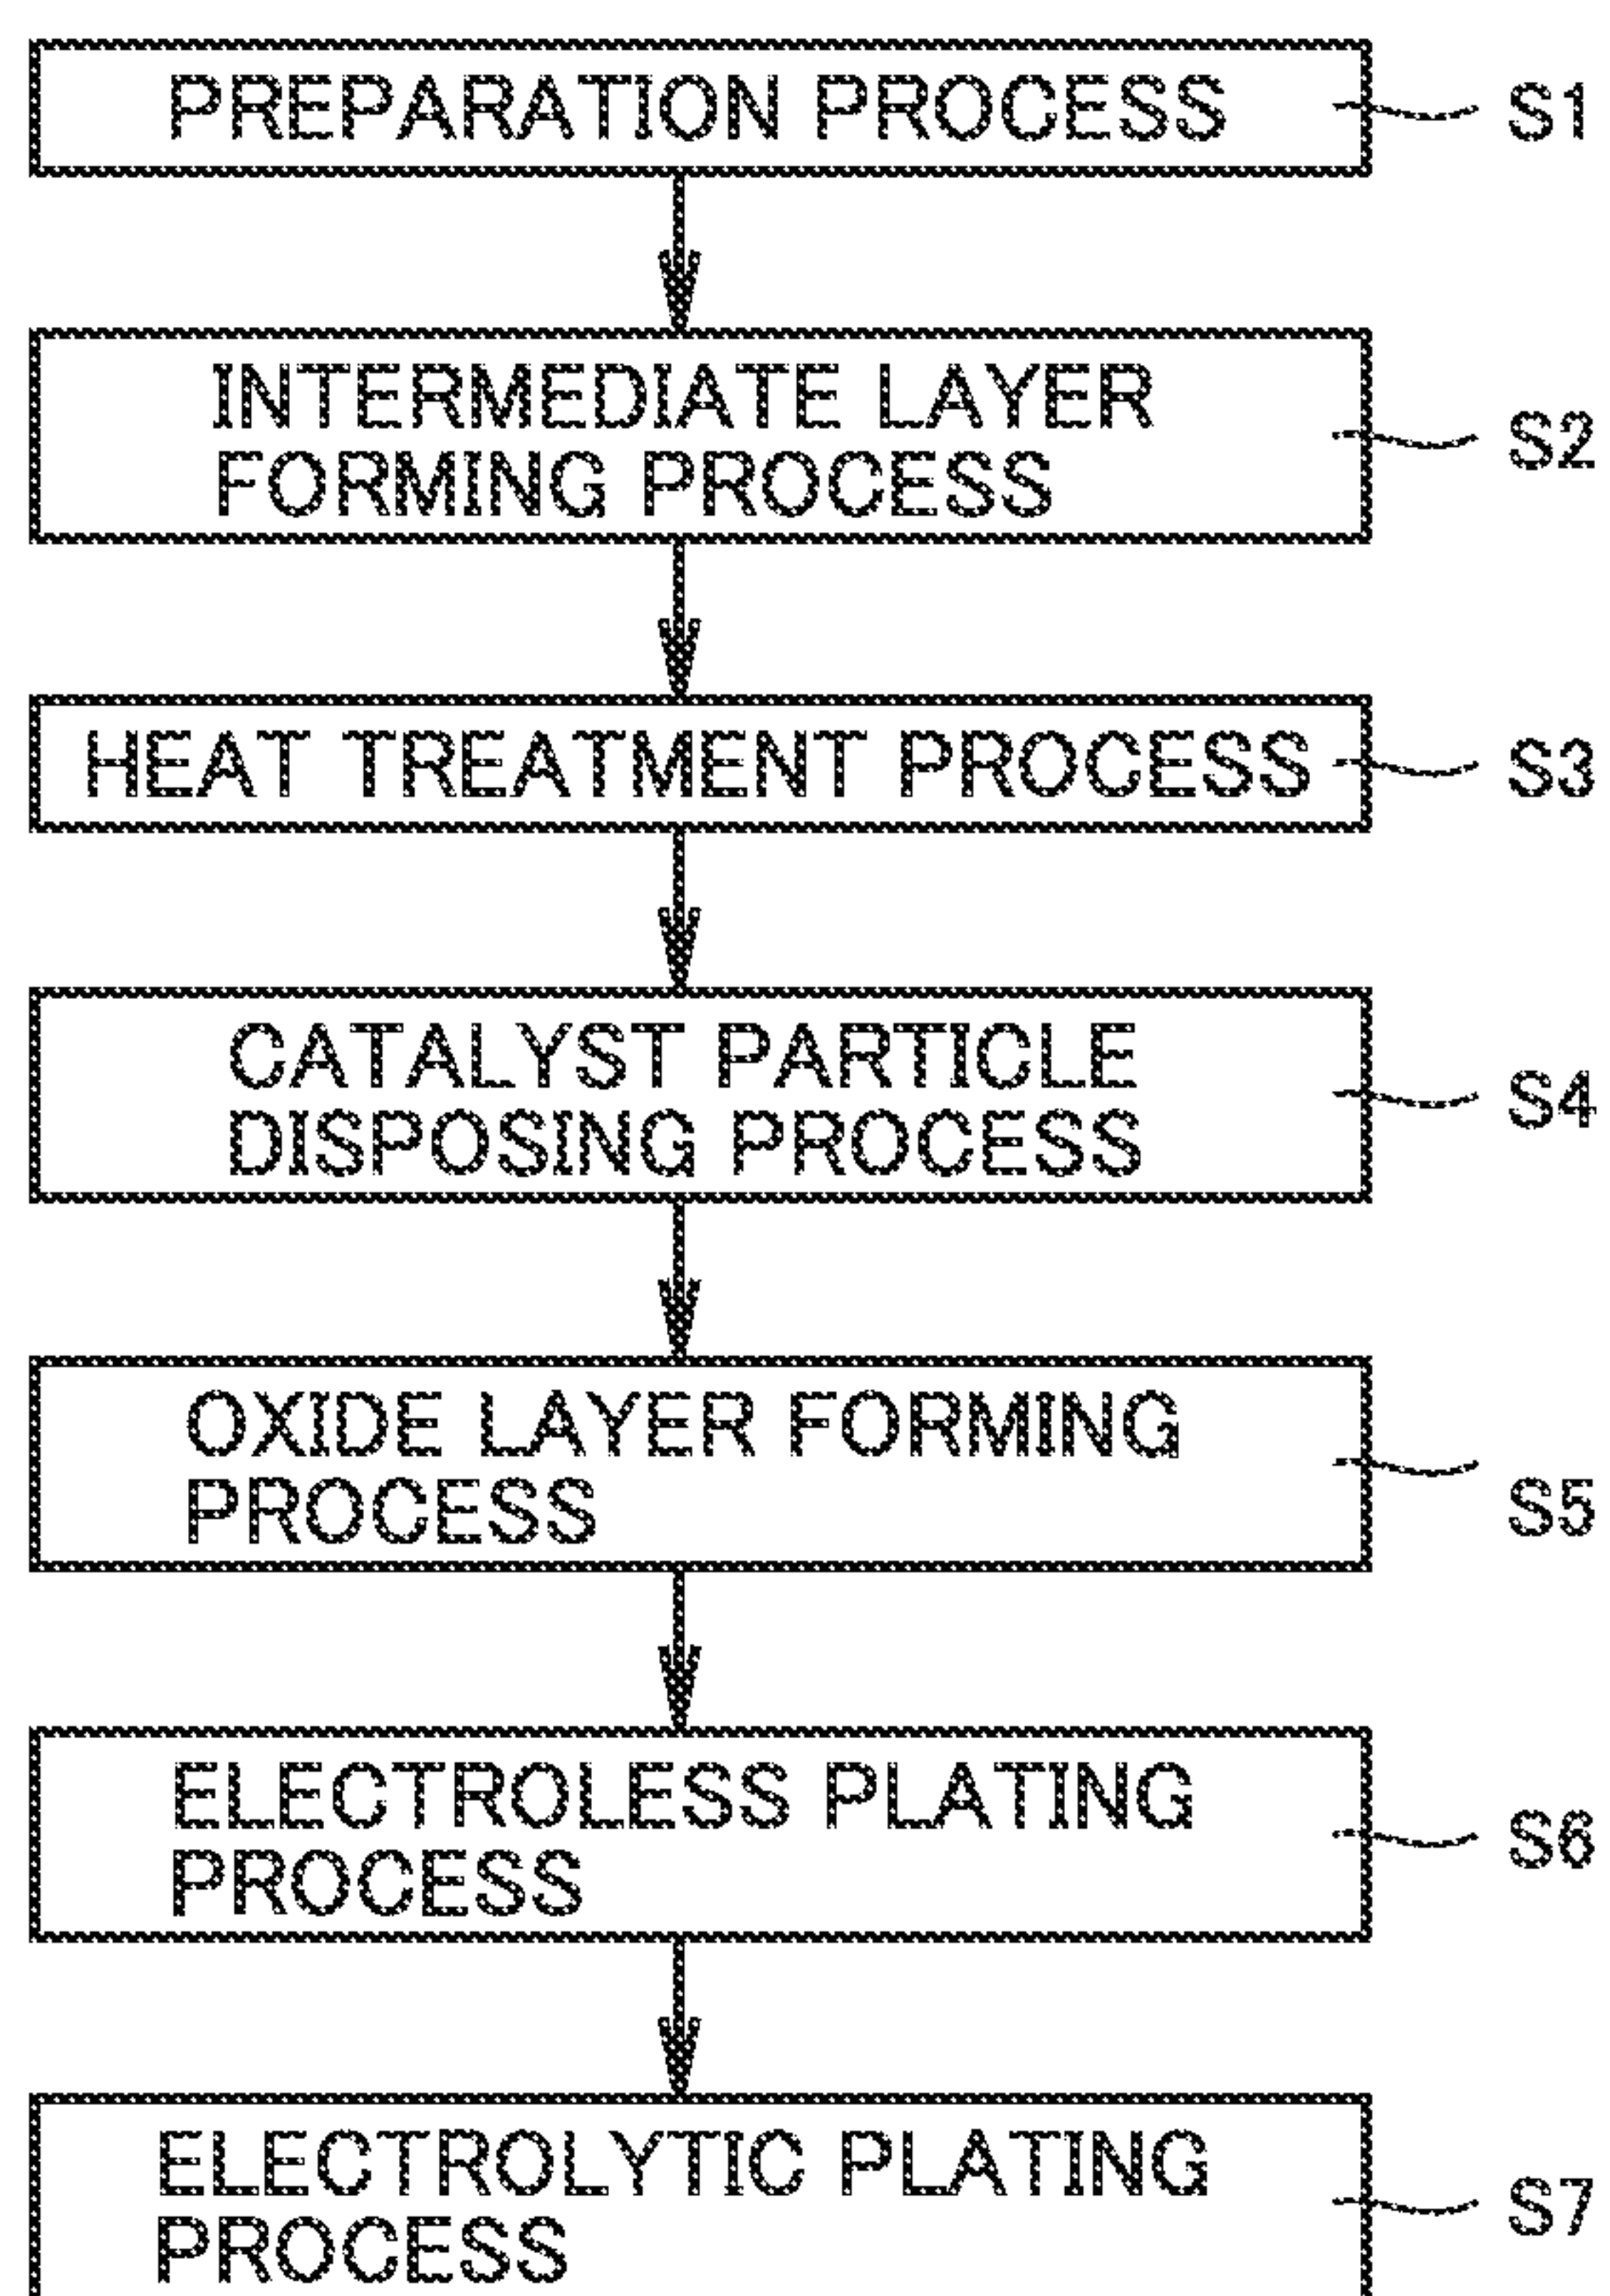 PREPARATION PROCESS S1
INTERMEDIATE LAYER
FORMING PROCESS S2
HEAT TREATMENT PROCESS S3
CATALYST PARTICLE
DISPOSING PROCESS S4
OXIDE LAYER FORMING
PROCESS S5
ELECTROLESS PLATING
PROCESS S6
ELECTROLYTIC PLATING
PROCESS S7